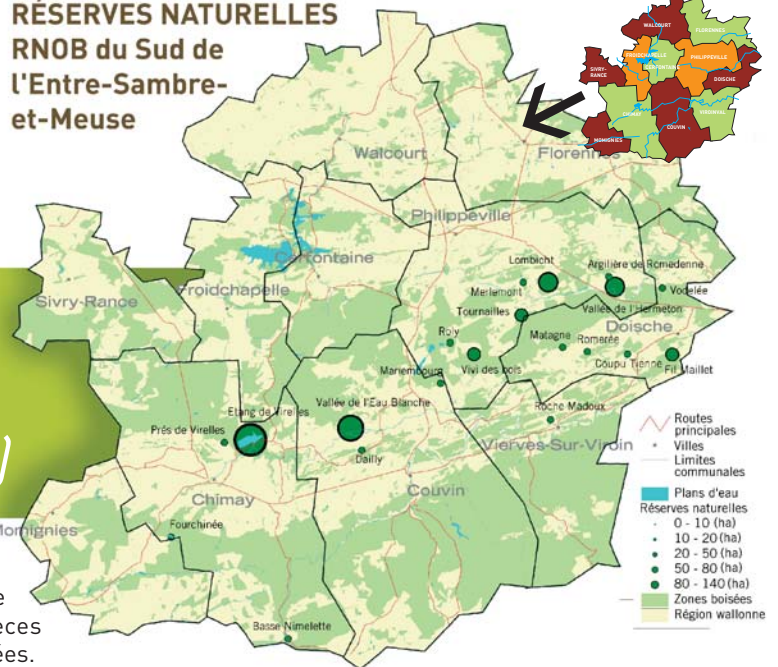 RÉSERVES NATURELLES
RNOB du Sud de
l'Entre-Sambre-
et-Meuse
WALCOURT
FLORENNES
FROIDCHAPELLE
CERFONTAINE
PHILIPPEVILLE
SIVRY-
RANCE
DOISCHE
CHIMAY
VIROINVAL
COUVIN
MOMIGNIES
Walcourt
Florennes
Philippeville
Cerfontaine
Sivry-Rance
Froidchapelle
Lombicht
Argilière de Romedenne
Merlemont
Vodelée
Tournailles
Vallée de l'Hermeton
Doische
Roly
Matagne
Romerée
Mariembourg
Vivi des bois
Coupu Tienne
Fil Maillet
Etang de Virelles
Vallée de l'Eau Blanche
Roche Madoux
Prés de Virelles
Vierves-Sur-Viroin
Dailly
Chimay
Couvin
Momignies
Fourchinée
Basse Nimelette
Routes
principales
Villes
Limites
communales
Plans d'eau
Réserves naturelles
0 - 10 (ha)
10 - 20 (ha)
20 - 50 (ha)
50 - 80 (ha)
80 - 140 (ha)
Zones boisées
Région wallonne